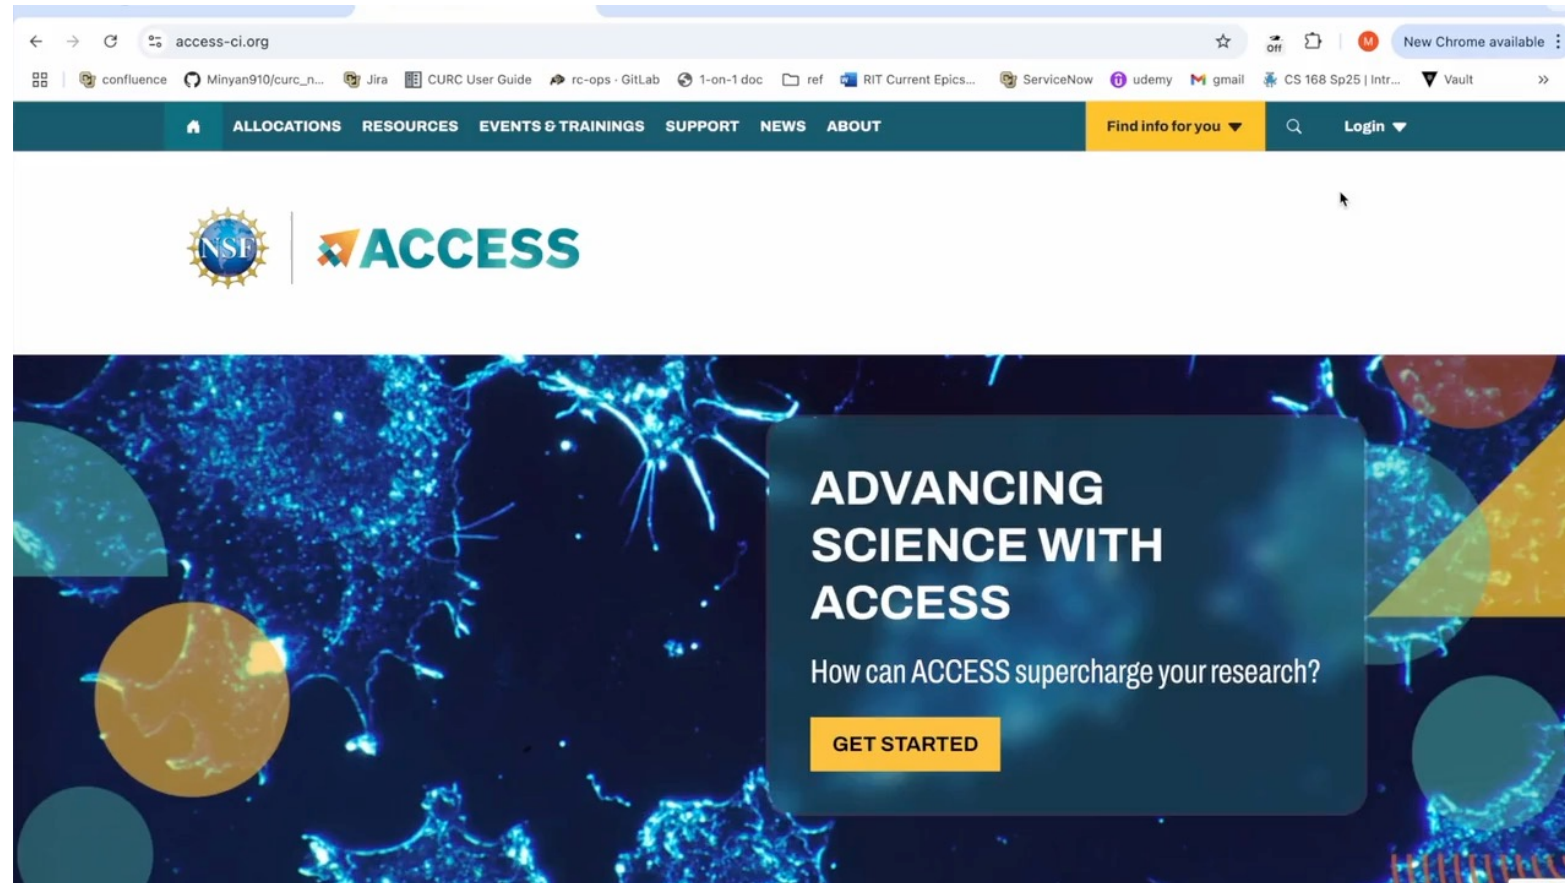 access-ci.org
Off
M
New Chrome available
confluence
Minyan910/curc_n...
Jira
CURC User Guide
rc-ops · GitLab
1-on-1 doc
ref
RIT Current Epics...
ServiceNow
udemy
gmail
CS 168 Sp25 | Intr...
Vault
»
ALLOCATIONS RESOURCES EVENTS & TRAININGS SUPPORT NEWS ABOUT
Find info for you
Login
NSF
ACCESS
ADVANCING
SCIENCE WITH
ACCESS
How can ACCESS supercharge your research?
GET STARTED